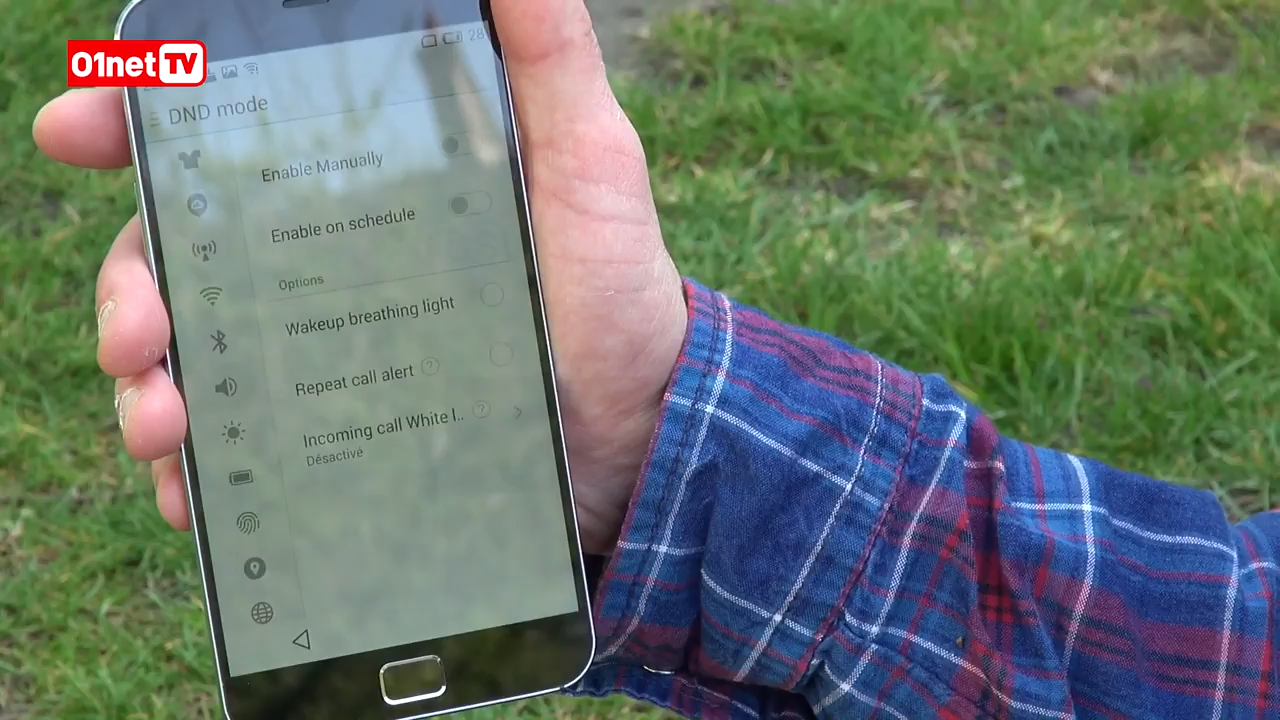 01net TV
28
DND mode
Enable Manually
Enable on schedule
Options
Wakeup breathing light
Repeat call alert ?
Incoming call White l.. ?
Désactivé